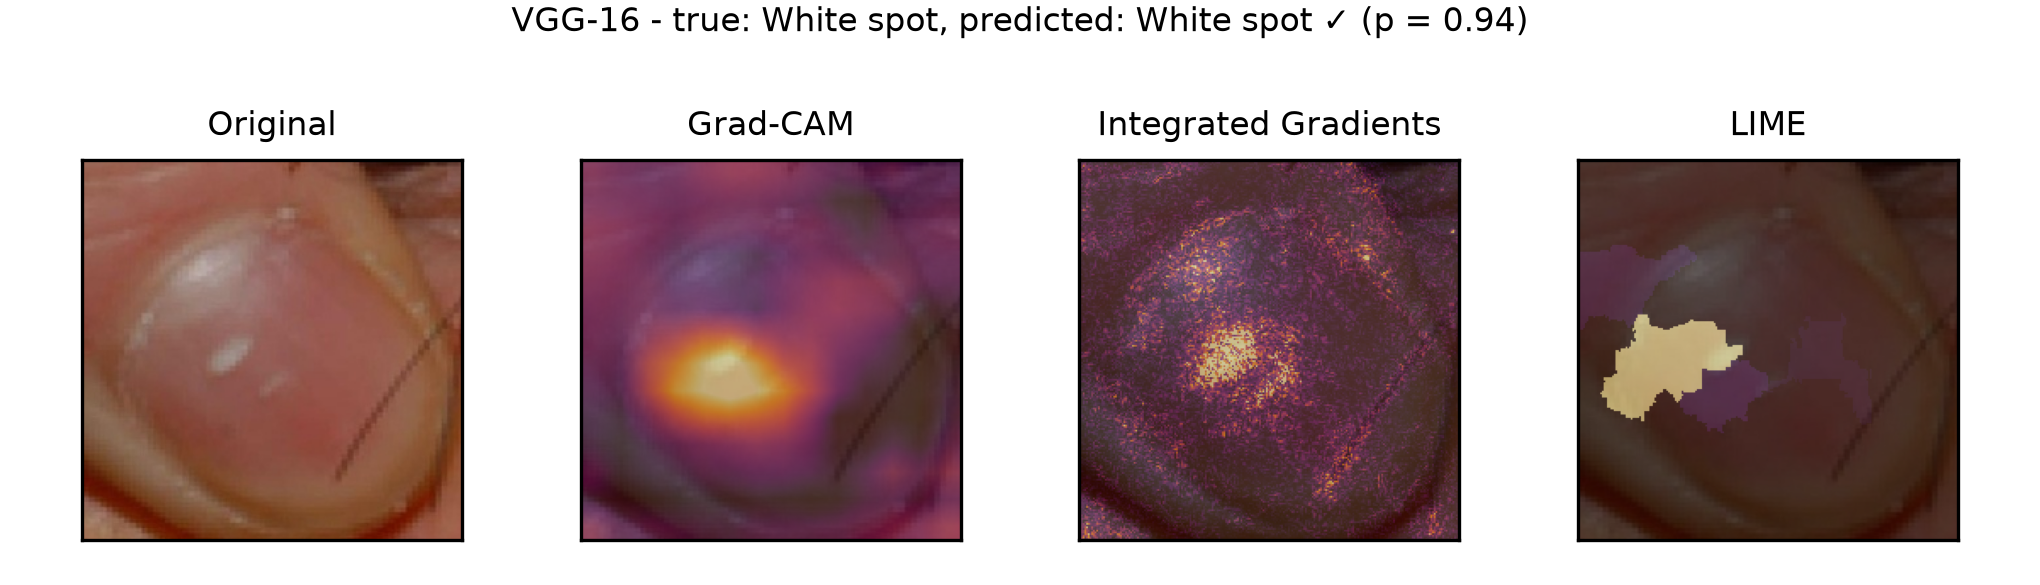 VGG-16 - true: White spot, predicted: White spot ✓ (p = 0.94)
Original
Grad-CAM
Integrated Gradients
LIME